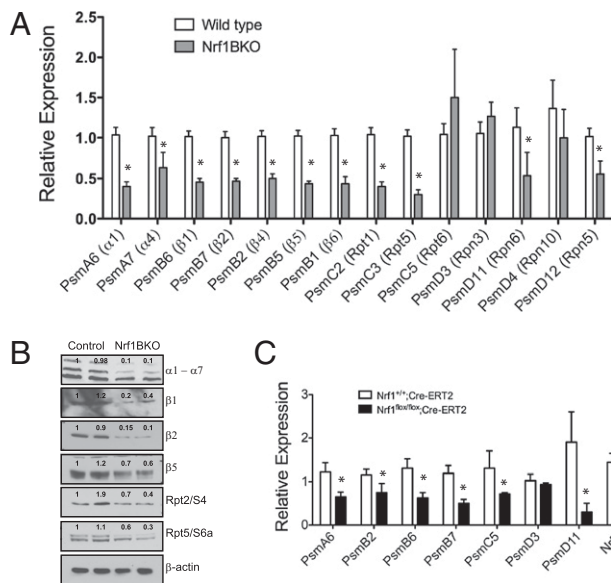 A
Relative Expression
2.5
2.0
1.5
1.0
0.5
0.0
Wild type
Nrf1BKO
* * * * * * * * * * *
PsmA6 (α1)
PsmA7 (α4)
PsmB6 (β1)
PsmB7 (β2)
PsmB2 (β4)
PsmB5 (β5)
PsmB1 (β6)
PsmC2 (Rpt1)
PsmC3 (Rpt5)
PsmC5 (Rpt6)
PsmD3 (Rpn3)
PsmD11 (Rpn6)
PsmD4 (Rpn10)
PsmD12 (Rpn5)
B
Control Nrf1BKO
1 0.98 0.1 0.1
α1 – α7
1 1.2 0.2 0.4
β1
1 0.9 0.15 0.1
β2
1 1.2 0.7 0.6
β5
1 1.9 0.7 0.4
Rpt2/S4
1 1.1 0.6 0.3
Rpt5/S6a
β-actin
C
Relative Expression
3
2
1
0
Nrf1+/+;Cre-ERT2
Nrf1flox/flox;Cre-ERT2
* * * * * *
PsmA6
PsmB2
PsmB6
PsmB7
PsmC5
PsmD3
PsmD11